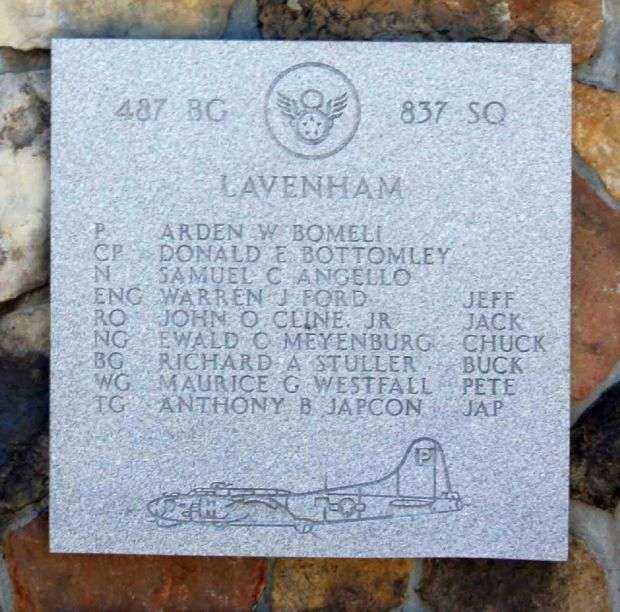 487 BG 837 SQ
LAVENHAM
P ARDEN W BOMELI
CP DONALD E BOTTOMLEY
N SAMUEL C ANGELLO
ENG WARREN J FORD JEFF
RO JOHN O CLINE, JR JACK
NG EWALD C MEYENBURG CHUCK
BG RICHARD A STULLER BUCK
WG MAURICE G WESTFALL PETE
TG ANTHONY B JAPCON JAP
P